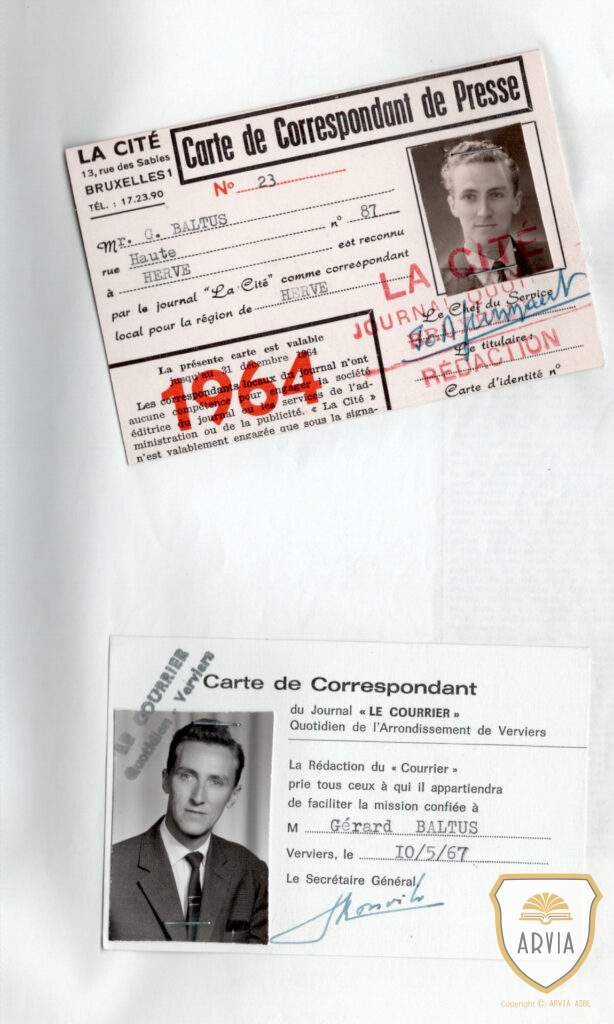 LA CITÉ
13, rue des Sables
BRUXELLES 1
TÉL. : 17.23.90
Carte de Correspondant de Presse
No 23
Mr. G. BALTUS
rue Haute no 87
à HERVE est reconnu
par le journal "La Cité" comme correspondant
local pour la région de HERVE
La présente carte est valable
jusqu'au 31 décembre 1964
1964
Les correspondants locaux du journal n'ont
aucune compétence pour engager la société
éditrice du journal ou les services de l'ad-
ministration ou de la publicité. « La Cité »
n'est valablement engagée que sous la signa-
LA CITÉ
JOURNAL QUOTI
RÉDACTION
Le Chef du Service
Le titulaire :
Carte d'identité no
LE COURRIER
Quotidien Verviers
Carte de Correspondant
du Journal « LE COURRIER »
Quotidien de l'Arrondissement de Verviers
La Rédaction du « Courrier »
prie tous ceux à qui il appartiendra
de faciliter la mission confiée à
M Gérard BALTUS
Verviers, le 10/5/67
Le Secrétaire Général,
ARVIA
Copyright © ARVIA ASBL